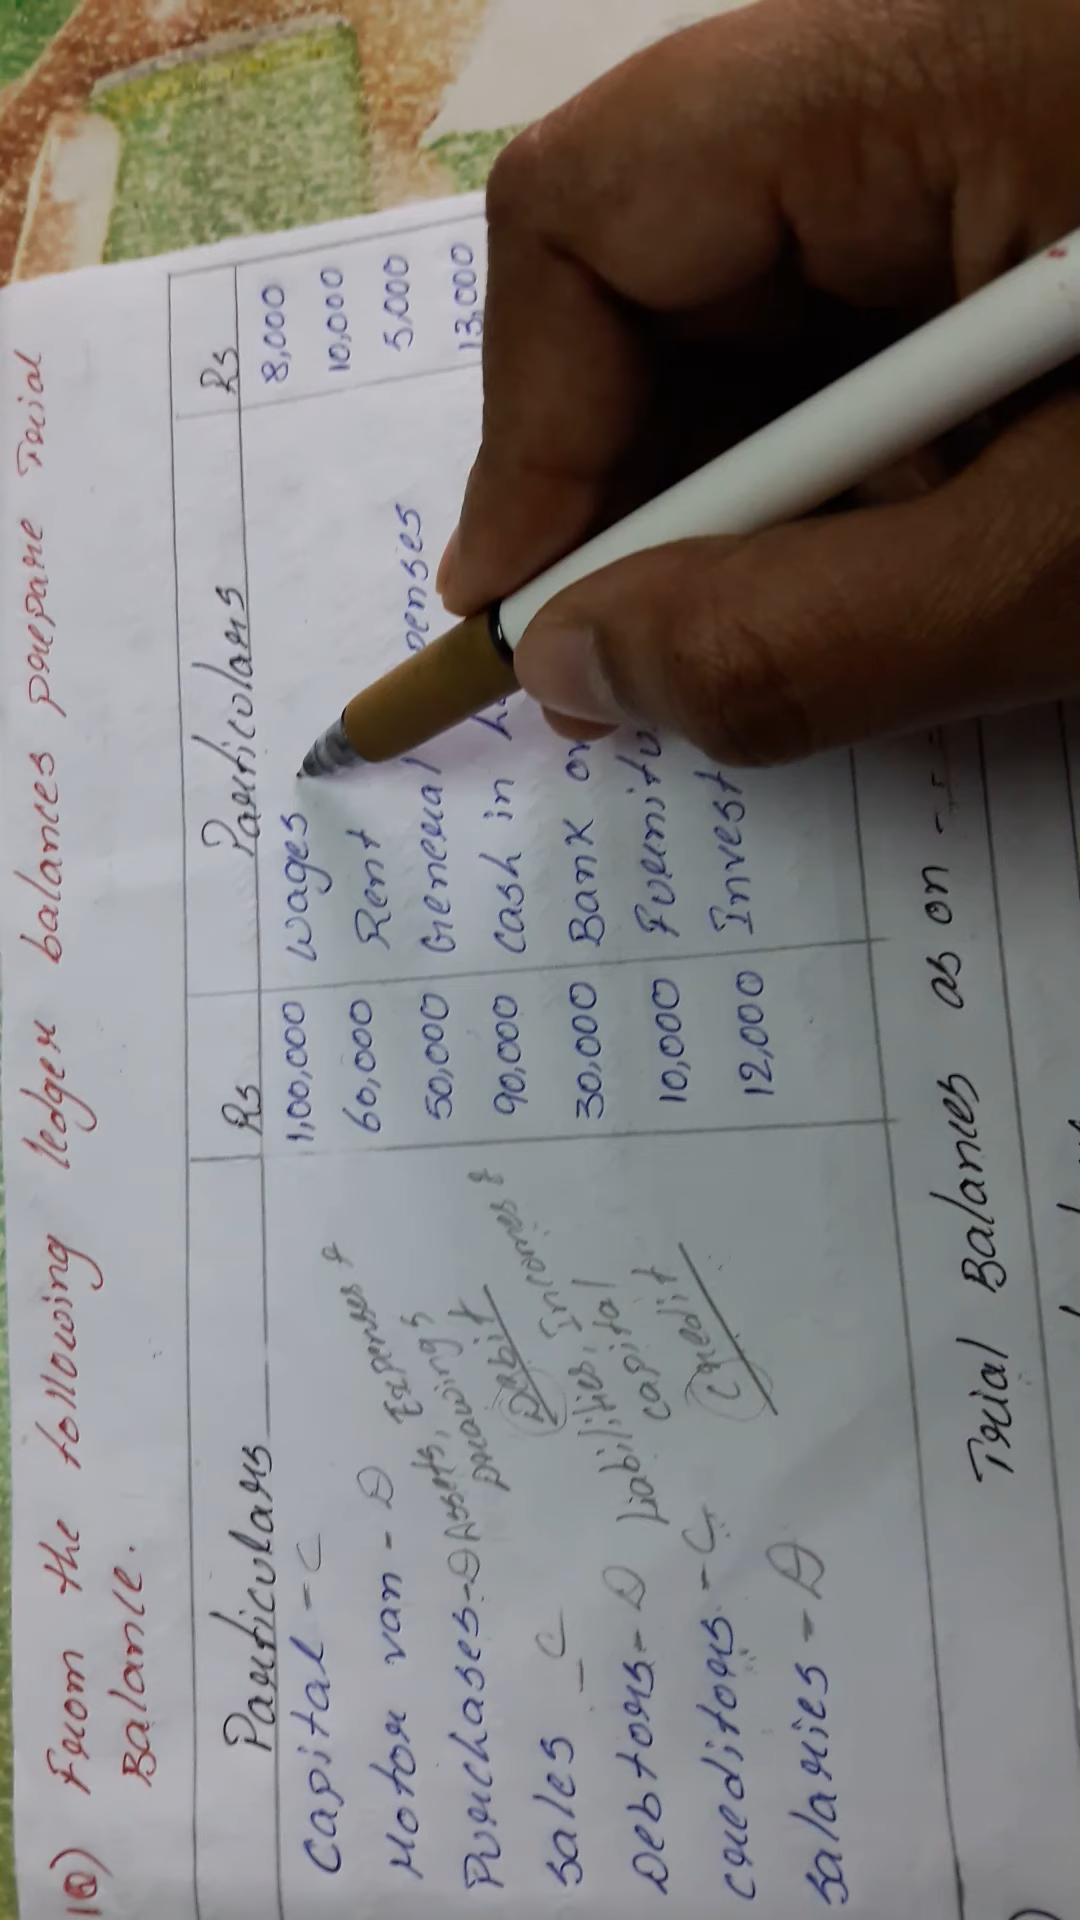 1Q) From the following ledger balances prepare Trial
Balance.
Particulars Rs Particulars Rs
Capital - C 1,00,000 Wages 8,000
Motor van - D 60,000 Rent 10,000
Purchases - D 50,000 General penses 5,000
Sales - C 90,000 Cash in 13,000
Debtors - D 30,000 Bank
Creditors - C 10,000 Furnitu
Salaries - D 12,000 Invest
Assets, Expenses &
Drawings
Debit
Liabilities, Incomes &
Capital
Credit
Trial Balances as on - - -